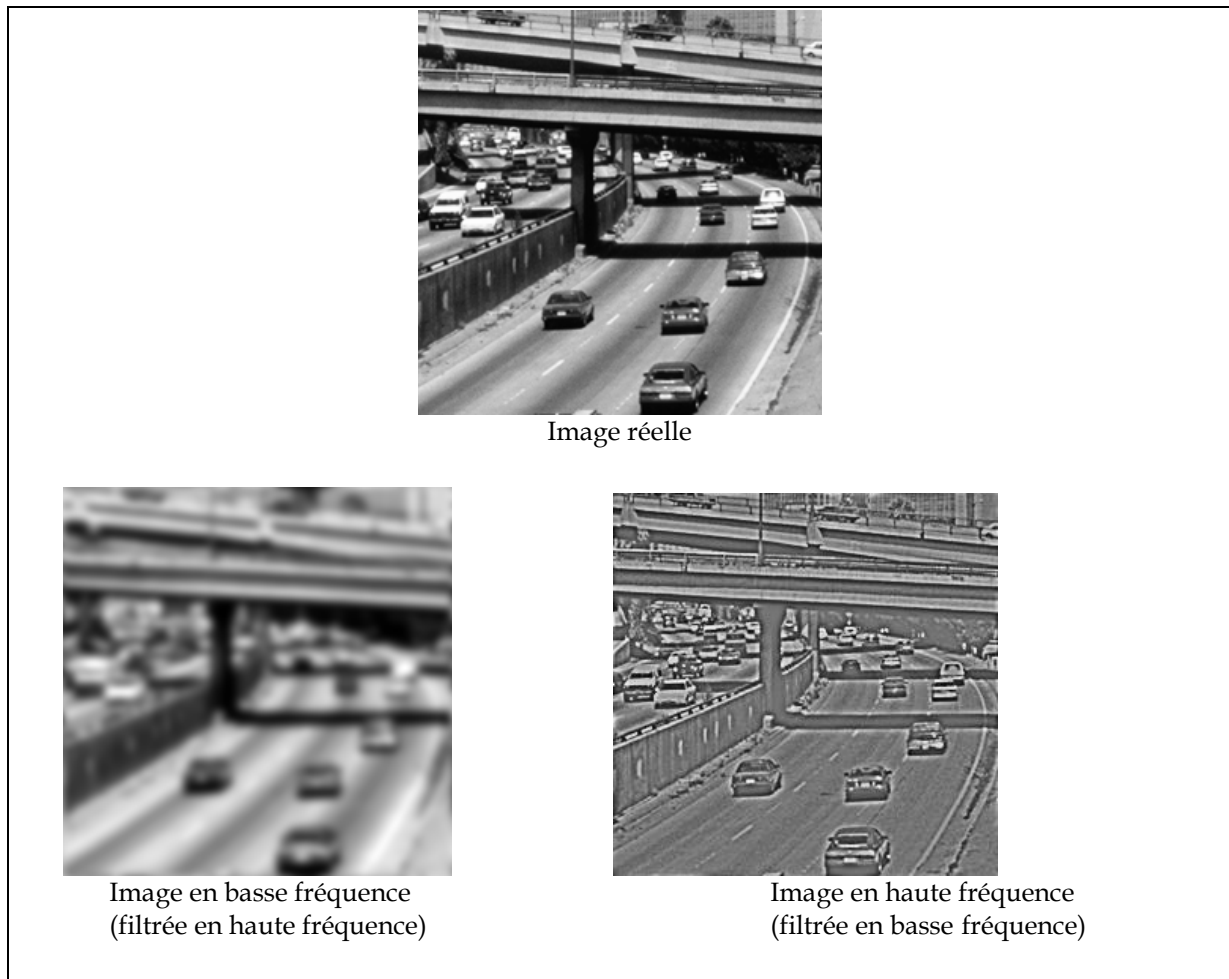 Image réelle
Image en basse fréquence
(filtrée en haute fréquence)
Image en haute fréquence
(filtrée en basse fréquence)